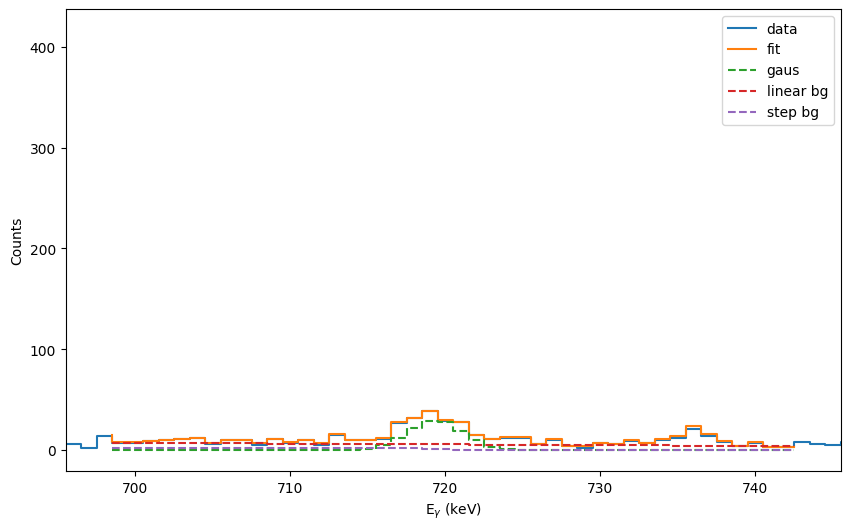 400
300
200
100
0
Counts
700
710
720
730
740
Eγ (keV)
data
fit
gaus
linear bg
step bg